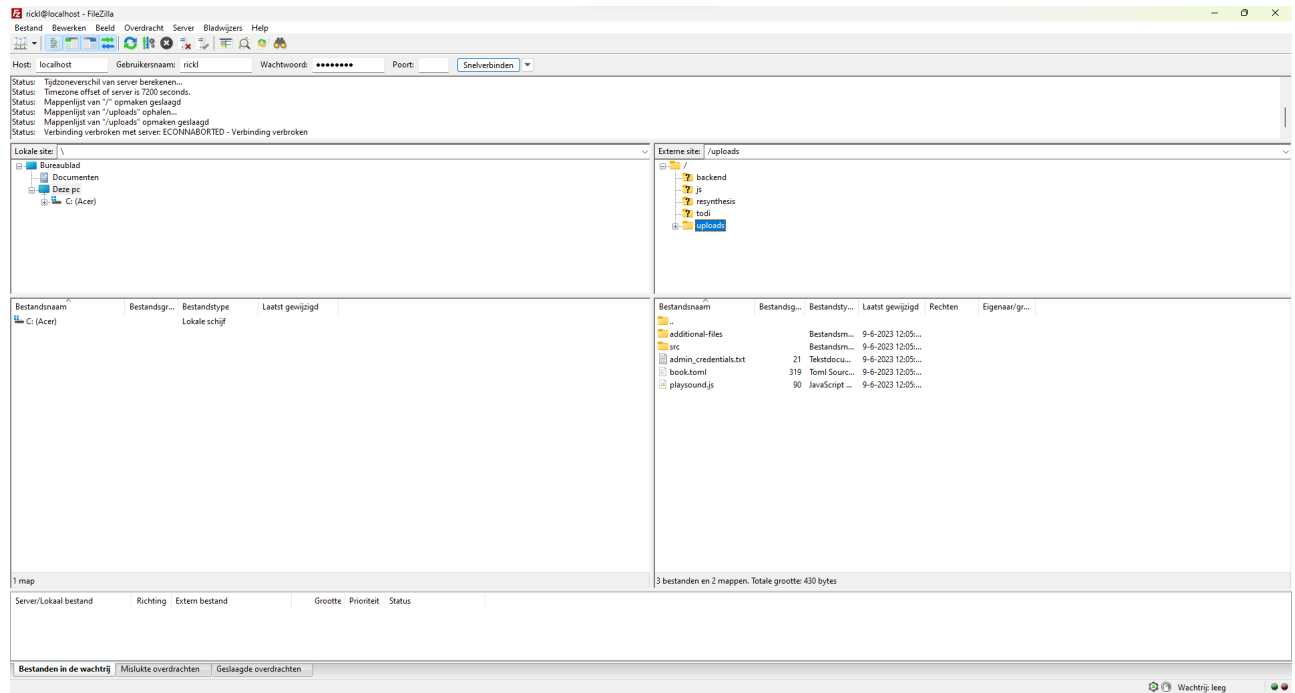 rickl@localhost - FileZilla
Bestand Bewerken Beeld Overdracht Server Bladwijzers Help
Host: localhost Gebruikersnaam: rickl Wachtwoord: •••••••• Poort: Snelverbinden
Status: Tijdzoneverschil van server berekenen...
Status: Timezone offset of server is 7200 seconds.
Status: Mappenlijst van "/" opmaken geslaagd
Status: Mappenlijst van "/uploads" ophalen...
Status: Mappenlijst van "/uploads" opmaken geslaagd
Status: Verbinding verbroken met server: ECONNABORTED - Verbinding verbroken
Lokale site: \
Bureaublad
Documenten
Deze pc
C: (Acer)
Externe site: /uploads
/
backend
js
resynthesis
todi
uploads
Bestandsnaam Bestandsgr... Bestandstype Laatst gewijzigd
C: (Acer) Lokale schijf
1 map
Bestandsnaam Bestandsg... Bestandsty... Laatst gewijzigd Rechten Eigenaar/gr...
..
additional-files Bestandsm... 9-6-2023 12:05:...
src Bestandsm... 9-6-2023 12:05:...
admin_credentials.txt 21 Tekstdocu... 9-6-2023 12:05:...
book.toml 319 Toml Sourc... 9-6-2023 12:05:...
playsound.js 90 JavaScript ... 9-6-2023 12:05:...
3 bestanden en 2 mappen. Totale grootte: 430 bytes
Server/Lokaal bestand Richting Extern bestand Grootte Prioriteit Status
Bestanden in de wachtrij Mislukte overdrachten Geslaagde overdrachten
Wachtrij: leeg